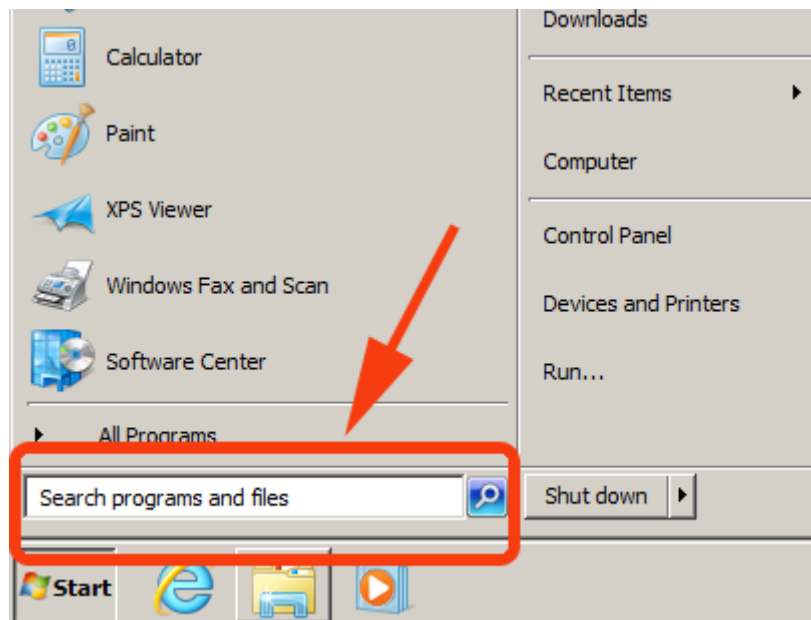 Calculator
Paint
XPS Viewer
Windows Fax and Scan
Software Center
All Programs
Search programs and files
Downloads
Recent Items
Computer
Control Panel
Devices and Printers
Run...
Shut down
Start